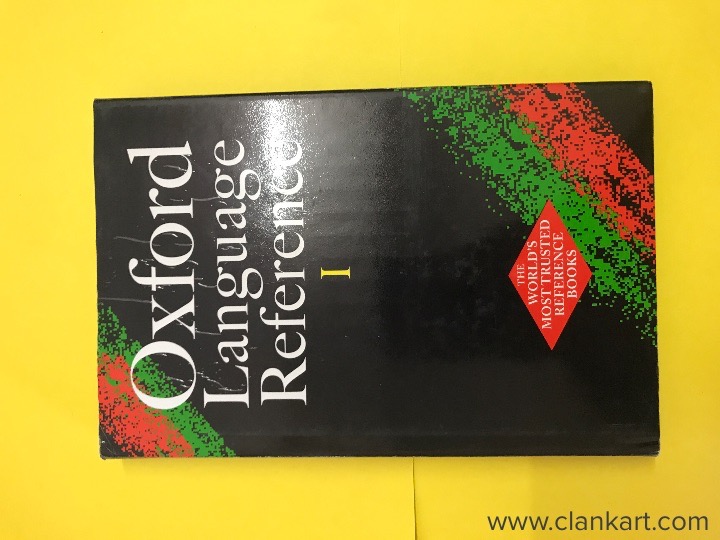 Oxford
Language
Reference
I
THE
WORLD'S
MOST TRUSTED
REFERENCE
BOOKS
www.clankart.com